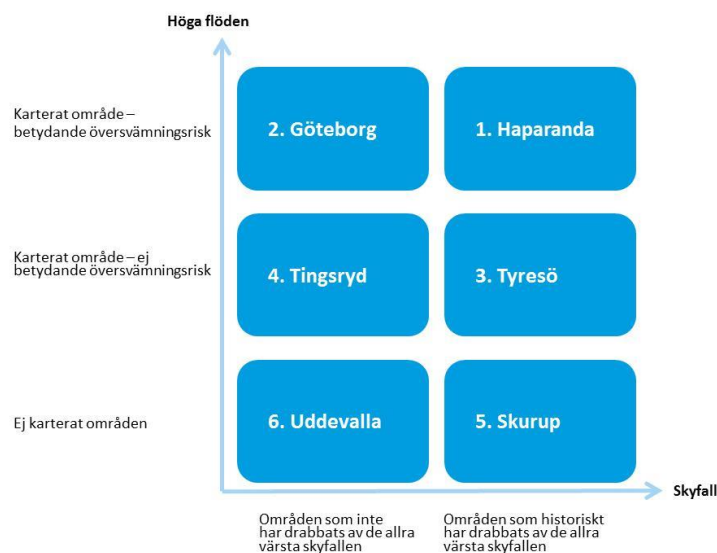 Höga flöden
Karterat område –
betydande översvämningsrisk
2. Göteborg
1. Haparanda
Karterat område – ej
betydande översvämningsrisk
4. Tingsryd
3. Tyresö
Ej karterat områden
6. Uddevalla
5. Skurup
Skyfall
Områden som inte
har drabbats av de allra
värsta skyfallen
Områden som historiskt
har drabbats av de allra
värsta skyfallen